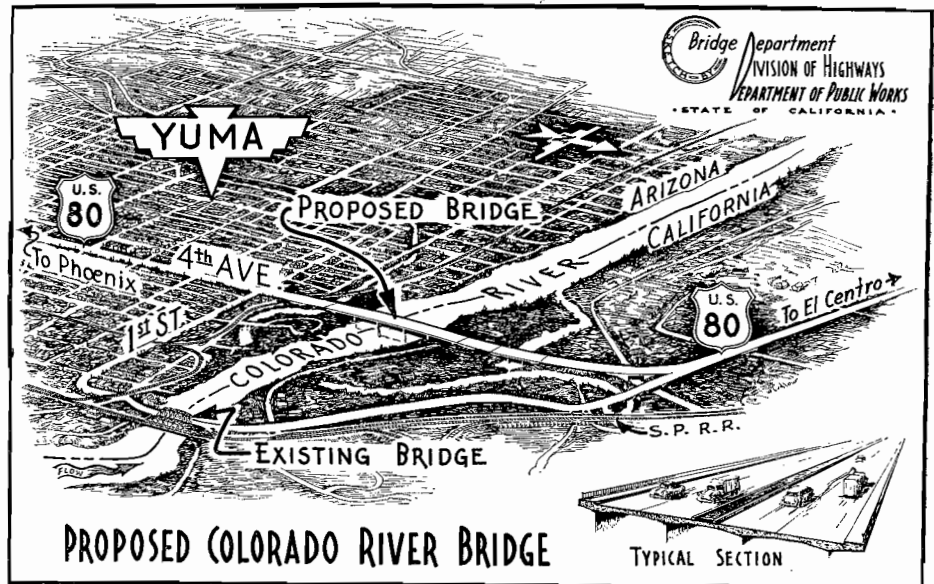 SKETCH BY
Bridge Department
DIVISION OF HIGHWAYS
DEPARTMENT OF PUBLIC WORKS
• STATE OF CALIFORNIA •
YUMA
U.S.
80
To Phoenix
4th AVE
1st ST.
PROPOSED BRIDGE
ARIZONA
CALIFORNIA
COLORADO RIVER
U.S.
80
To El Centro
S.P.R.R.
EXISTING BRIDGE
FLOW
PROPOSED COLORADO RIVER BRIDGE
TYPICAL SECTION